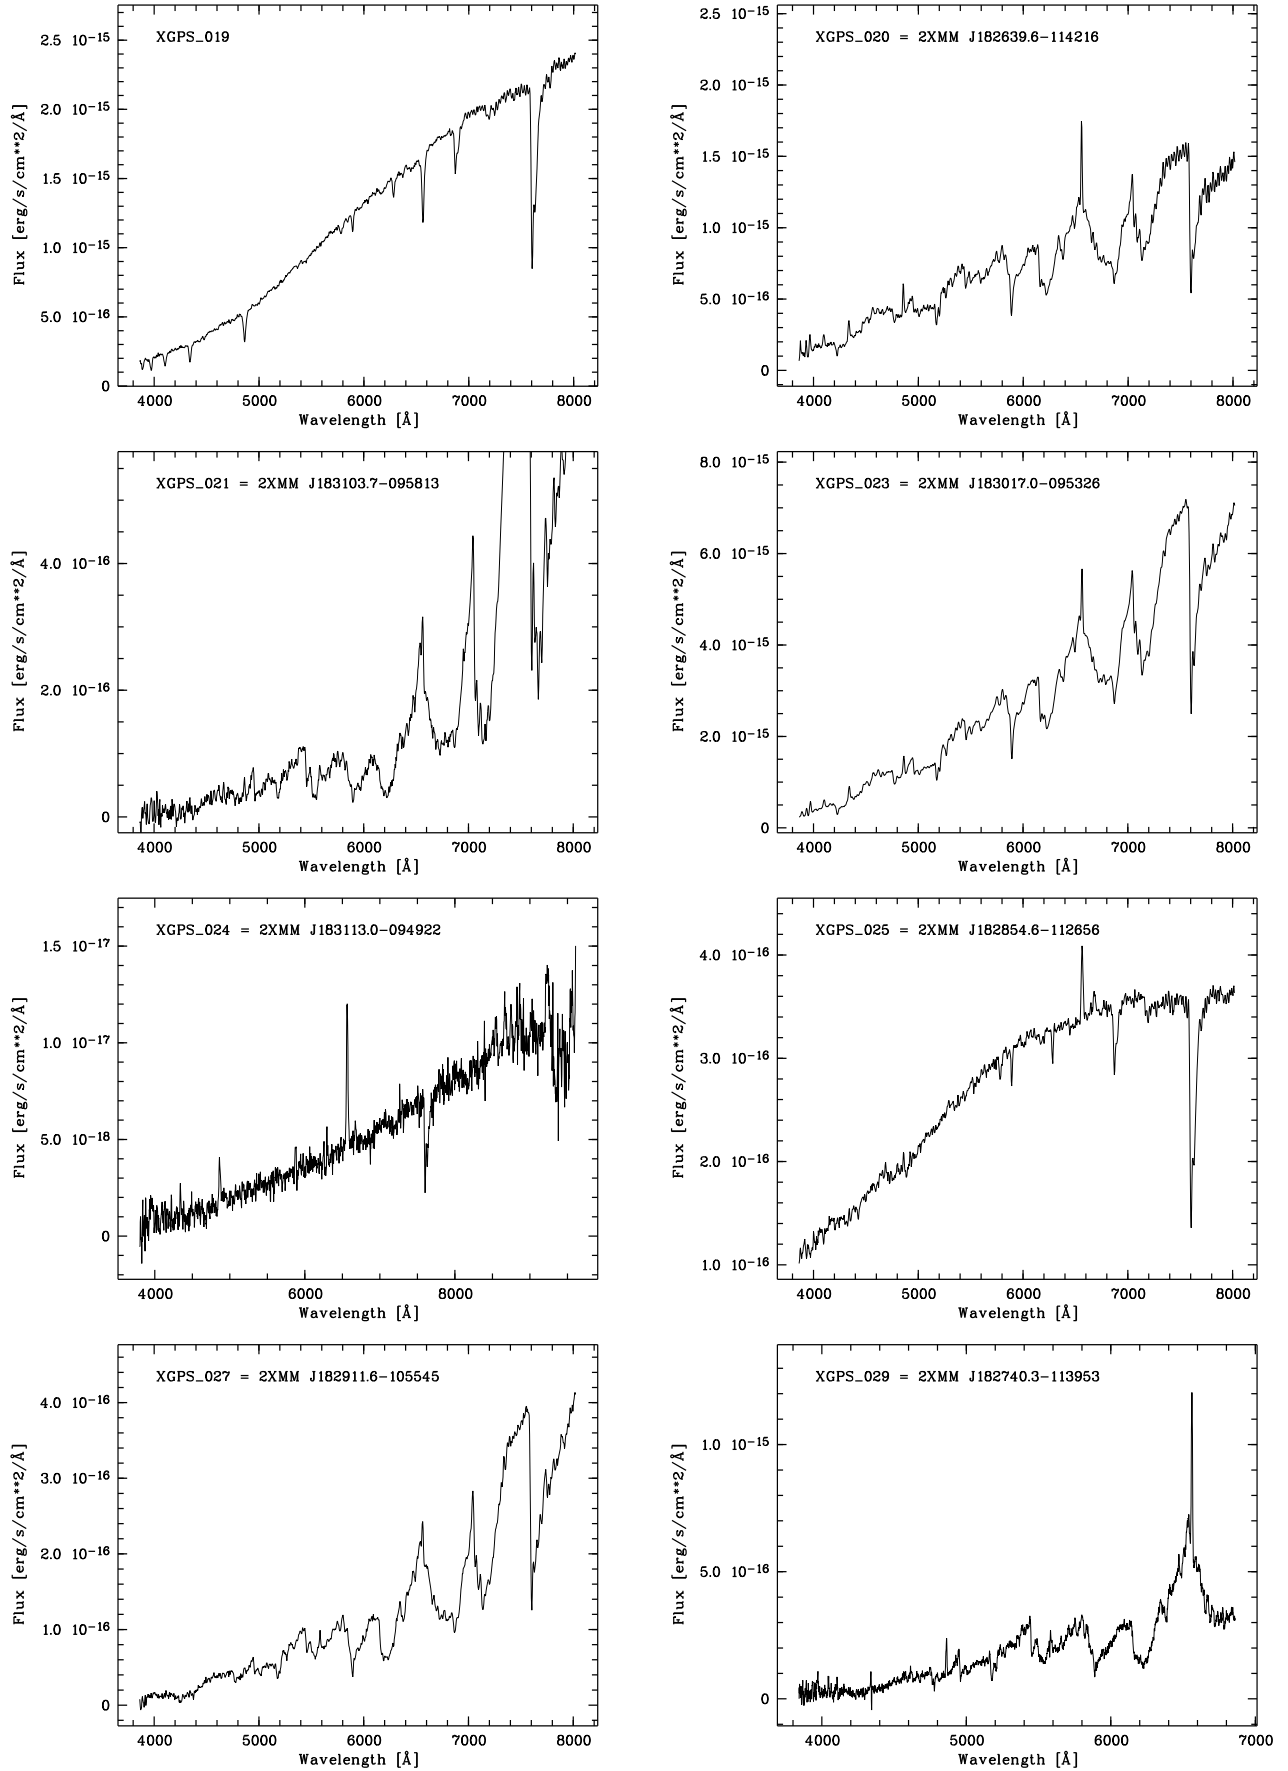 XGPS_019
2.5 10-15
2.0 10-15
1.5 10-15
1.0 10-15
5.0 10-16
0
4000 5000 6000 7000 8000
Wavelength [Å]
Flux [erg/s/cm**2/Å]
XGPS_020 = 2XMM J182639.6-114216
2.5 10-15
2.0 10-15
1.5 10-15
1.0 10-15
5.0 10-16
0
4000 5000 6000 7000 8000
Wavelength [Å]
Flux [erg/s/cm**2/Å]
XGPS_021 = 2XMM J183103.7-095813
4.0 10-16
2.0 10-16
0
4000 5000 6000 7000 8000
Wavelength [Å]
Flux [erg/s/cm**2/Å]
XGPS_023 = 2XMM J183017.0-095326
8.0 10-15
6.0 10-15
4.0 10-15
2.0 10-15
0
4000 5000 6000 7000 8000
Wavelength [Å]
Flux [erg/s/cm**2/Å]
XGPS_024 = 2XMM J183113.0-094922
1.5 10-17
1.0 10-17
5.0 10-18
0
4000 6000 8000
Wavelength [Å]
Flux [erg/s/cm**2/Å]
XGPS_025 = 2XMM J182854.6-112656
4.0 10-16
3.0 10-16
2.0 10-16
1.0 10-16
4000 5000 6000 7000 8000
Wavelength [Å]
Flux [erg/s/cm**2/Å]
XGPS_027 = 2XMM J182911.6-105545
4.0 10-16
3.0 10-16
2.0 10-16
1.0 10-16
0
4000 5000 6000 7000 8000
Wavelength [Å]
Flux [erg/s/cm**2/Å]
XGPS_029 = 2XMM J182740.3-113953
1.0 10-15
5.0 10-16
0
4000 5000 6000 7000
Wavelength [Å]
Flux [erg/s/cm**2/Å]